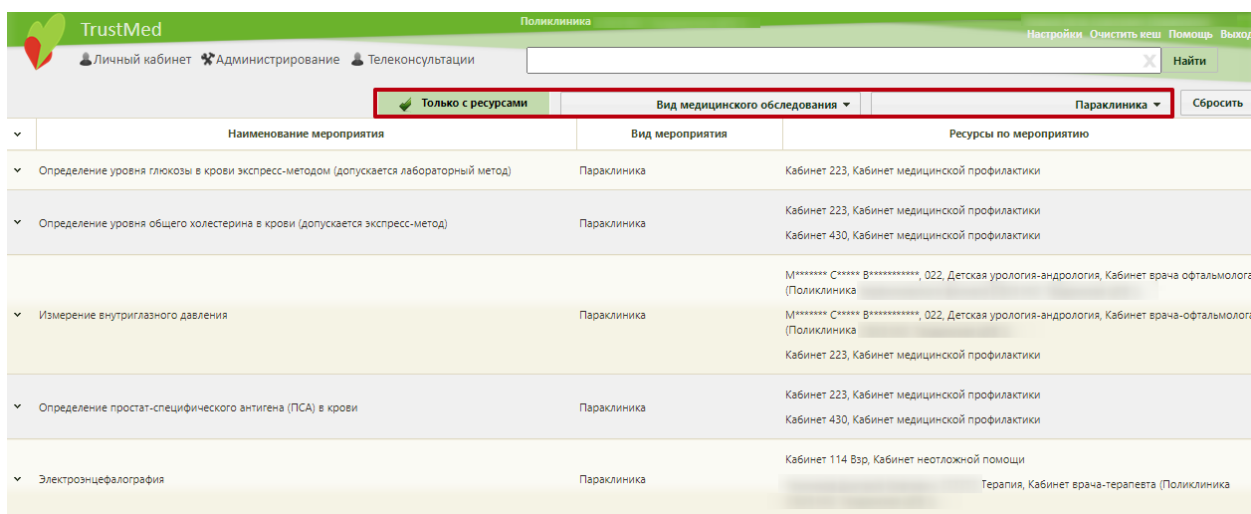 TrustMed
Поликлиника
Настройки Очистить кеш Помощь Выход
Личный кабинет Администрирование Телеконсультации
X Найти
Только с ресурсами Вид медицинского обследования Параклиника Сбросить
Наименование мероприятия Вид мероприятия Ресурсы по мероприятию
Определение уровня глюкозы в крови экспресс-методом (допускается лабораторный метод) Параклиника Кабинет 223, Кабинет медицинской профилактики
Определение уровня общего холестерина в крови (допускается экспресс-метод) Параклиника Кабинет 223, Кабинет медицинской профилактики
Кабинет 430, Кабинет медицинской профилактики
Измерение внутриглазного давления Параклиника М******* С***** В***********, 022, Детская урология-андрология, Кабинет врача офтальмолога
(Поликлиника
М******* С***** В***********, 022, Детская урология-андрология, Кабинет врача-офтальмолога
(Поликлиника
Кабинет 223, Кабинет медицинской профилактики
Определение простат-специфического антигена (ПСА) в крови Параклиника Кабинет 223, Кабинет медицинской профилактики
Кабинет 430, Кабинет медицинской профилактики
Электроэнцефалография Параклиника Кабинет 114 Взр, Кабинет неотложной помощи
Терапия, Кабинет врача-терапевта (Поликлиника